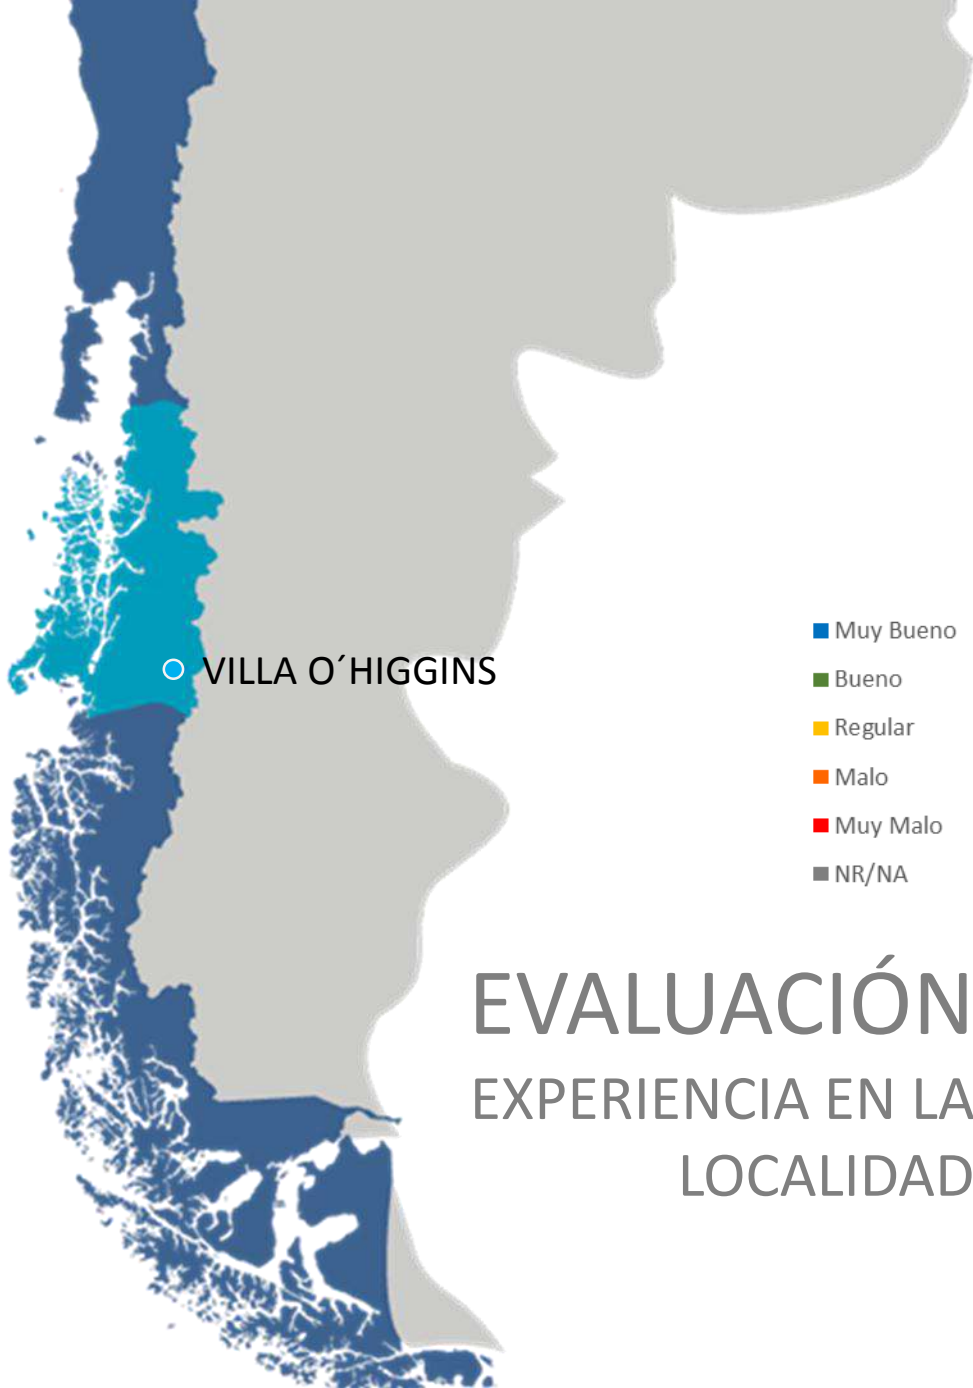 VILLA O´HIGGINS
Muy Bueno
Bueno
Regular
Malo
Muy Malo
NR/NA
EVALUACIÓN
EXPERIENCIA EN LA
LOCALIDAD